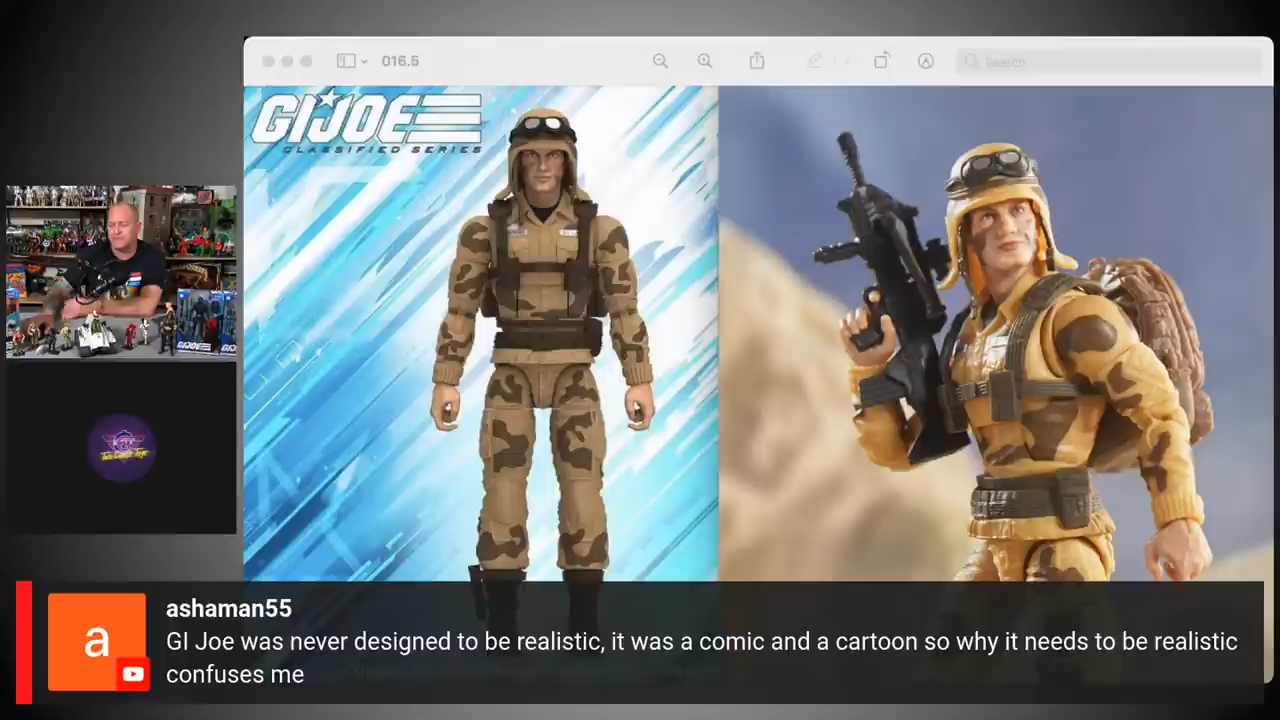 016.5
Search
GI JOE
CLASSIFIED SERIES
ashaman55
a
GI Joe was never designed to be realistic, it was a comic and a cartoon so why it needs to be realistic
confuses me